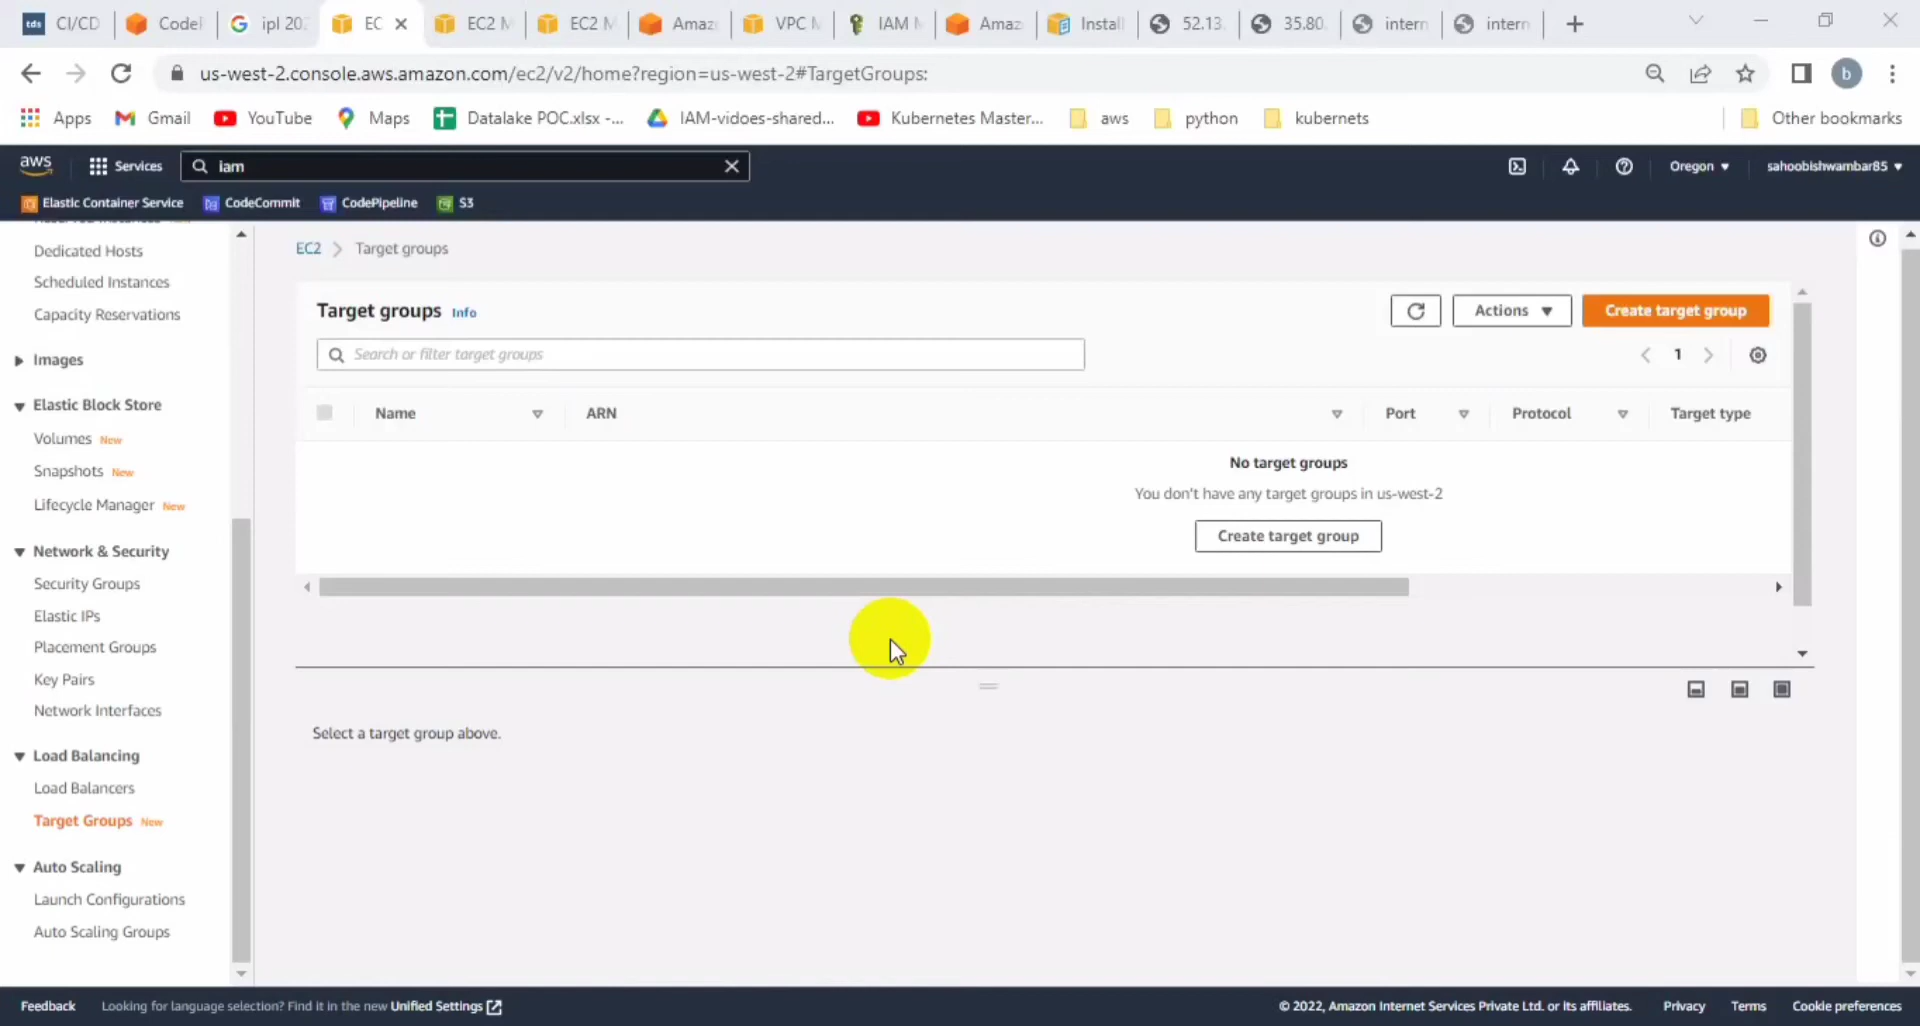 tds CI/CD
CodeP
ipl 202
EC
EC2 M
EC2 M
Amaz
VPC M
IAM M
Amaz
Install
52.13.
35.80.
intern
intern
us-west-2.console.aws.amazon.com/ec2/v2/home?region=us-west-2#TargetGroups:
b
Apps
Gmail
YouTube
Maps
Datalake POC.xlsx -...
IAM-vidoes-shared...
Kubernetes Master...
aws
python
kubernets
Other bookmarks
aws
Services
iam
Oregon
sahoobishwambar85
Elastic Container Service
CodeCommit
CodePipeline
S3
Dedicated Hosts
Scheduled Instances
Capacity Reservations
Images
Elastic Block Store
Volumes New
Snapshots New
Lifecycle Manager New
Network & Security
Security Groups
Elastic IPs
Placement Groups
Key Pairs
Network Interfaces
Load Balancing
Load Balancers
Target Groups New
Auto Scaling
Launch Configurations
Auto Scaling Groups
EC2 > Target groups
Target groups Info
Actions
Create target group
Search or filter target groups
1
Name
ARN
Port
Protocol
Target type
No target groups
You don't have any target groups in us-west-2
Create target group
Select a target group above.
Feedback
Looking for language selection? Find it in the new Unified Settings
© 2022, Amazon Internet Services Private Ltd. or its affiliates.
Privacy
Terms
Cookie preferences